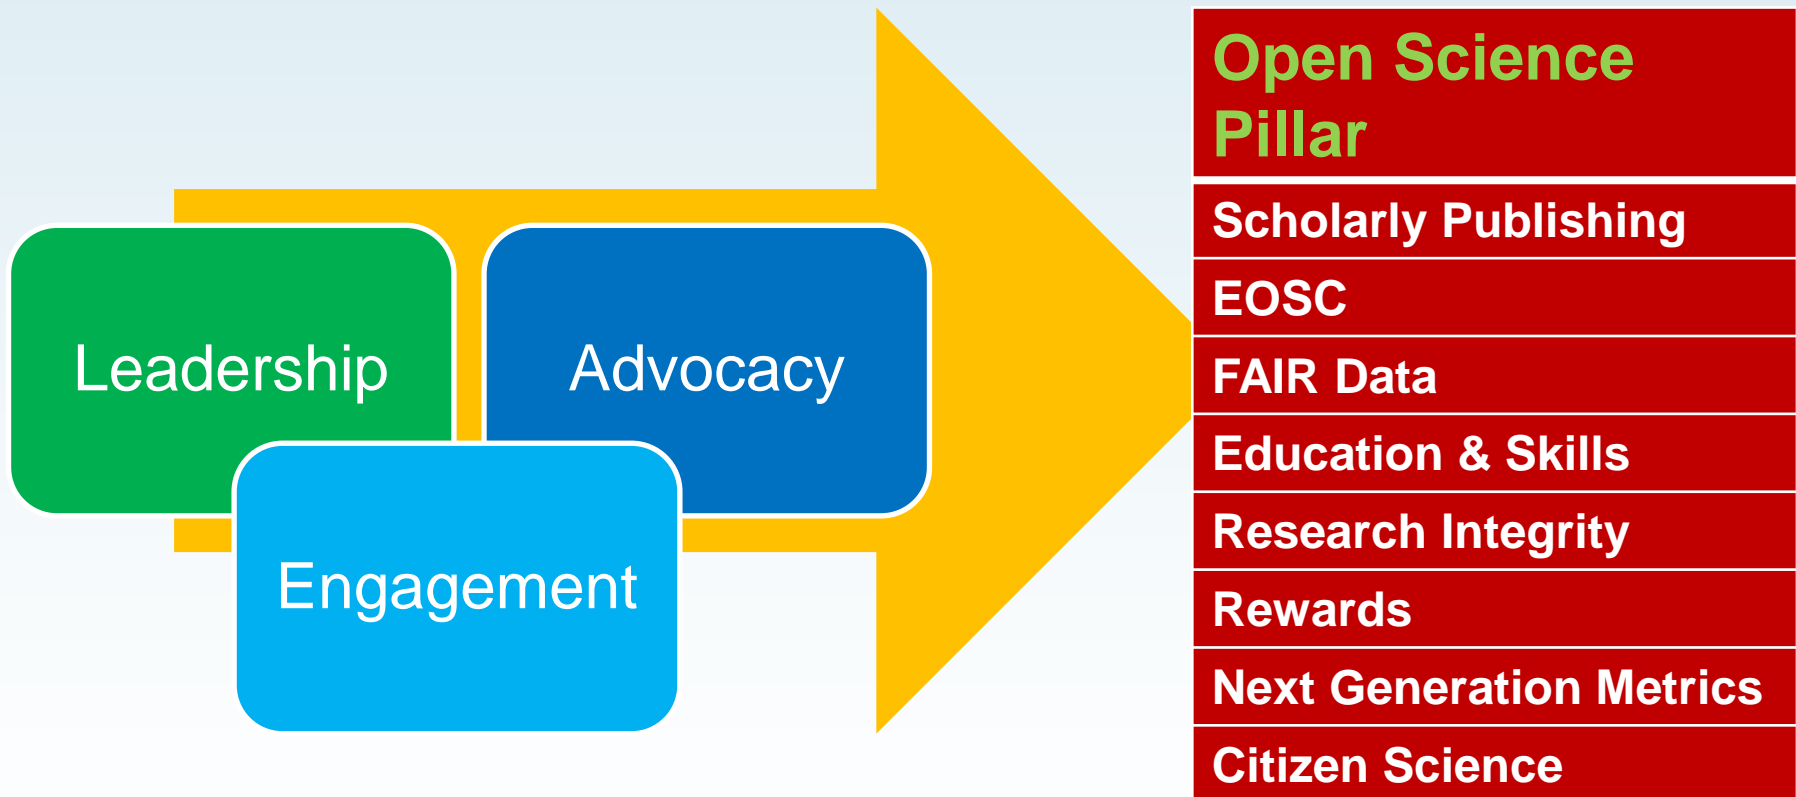 Leadership
Advocacy
Engagement
Open Science
Pillar
Scholarly Publishing
EOSC
FAIR Data
Education & Skills
Research Integrity
Rewards
Next Generation Metrics
Citizen Science